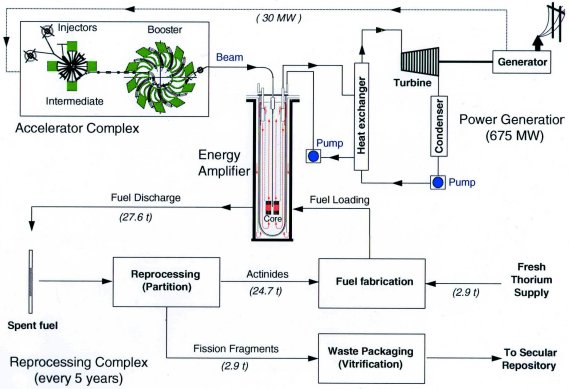 ( 30 MW )
Injectors
Booster
Beam
Intermediate
Accelerator Complex
Turbine
Generator
Heat exchanger
Condenser
Power Generation
(675 MW)
Pump
Pump
Energy
Amplifier
Core
Fuel Discharge
(27.6 t)
Fuel Loading
Spent fuel
Reprocessing
(Partition)
Actinides
(24.7 t)
Fuel fabrication
(2.9 t)
Fresh
Thorium
Supply
Fission Fragments
(2.9 t)
Waste Packaging
(Vitrification)
To Secular
Repository
Reprocessing Complex
(every 5 years)